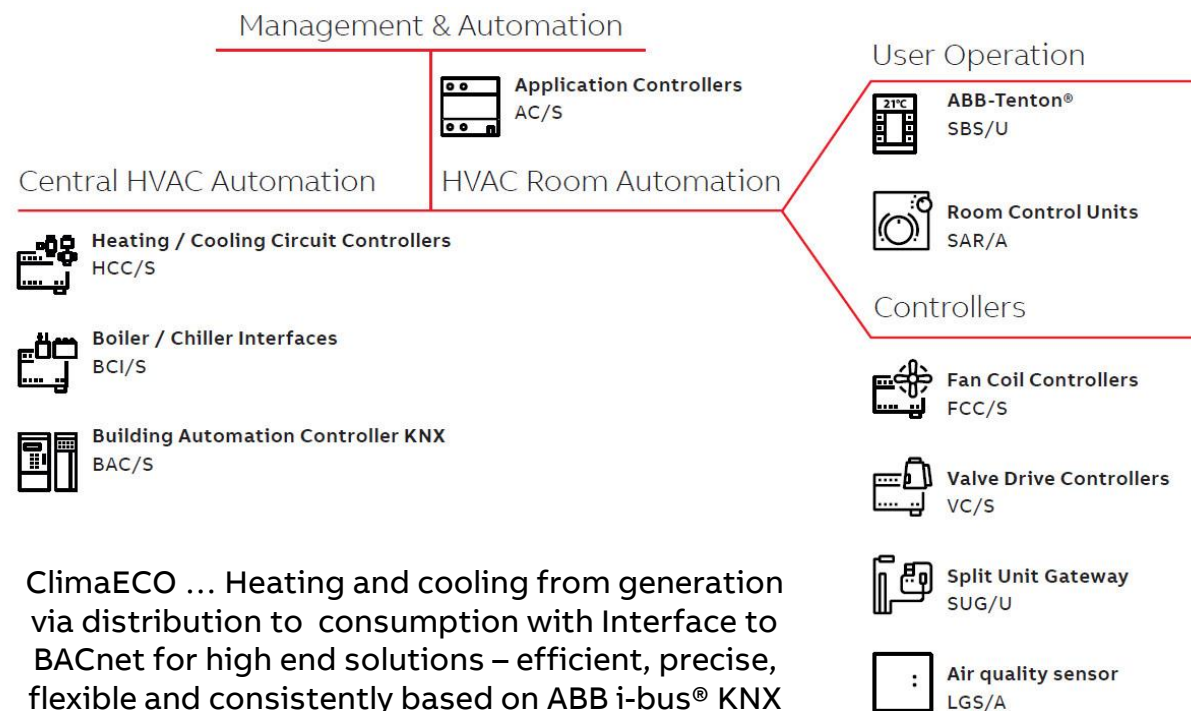 Management & Automation
Application Controllers
AC/S
Central HVAC Automation
HVAC Room Automation
Heating / Cooling Circuit Controllers
HCC/S
Boiler / Chiller Interfaces
BCI/S
Building Automation Controller KNX
BAC/S
User Operation
21°C
ABB-Tenton®
SBS/U
Room Control Units
SAR/A
Controllers
Fan Coil Controllers
FCC/S
Valve Drive Controllers
VC/S
Split Unit Gateway
SUG/U
Air quality sensor
LGS/A
ClimaECO ... Heating and cooling from generation
via distribution to consumption with Interface to
BACnet for high end solutions – efficient, precise,
flexible and consistently based on ABB i-bus® KNX